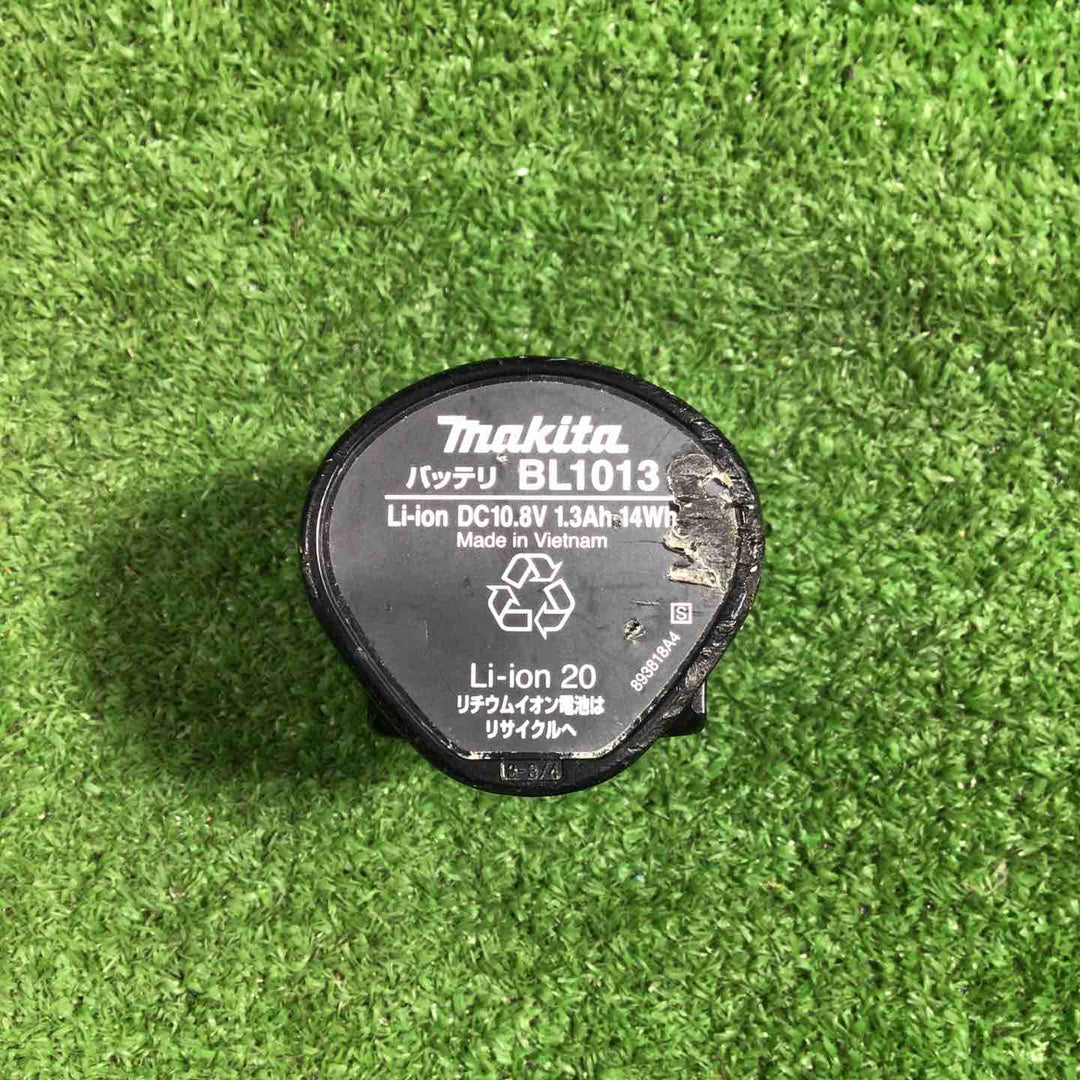 makita
バッテリ BL1013
Li-ion DC10.8V 1.3Ah 14Wh
Made in Vietnam
S
893818A4
Li-ion 20
リチウムイオン電池は
リサイクルへ